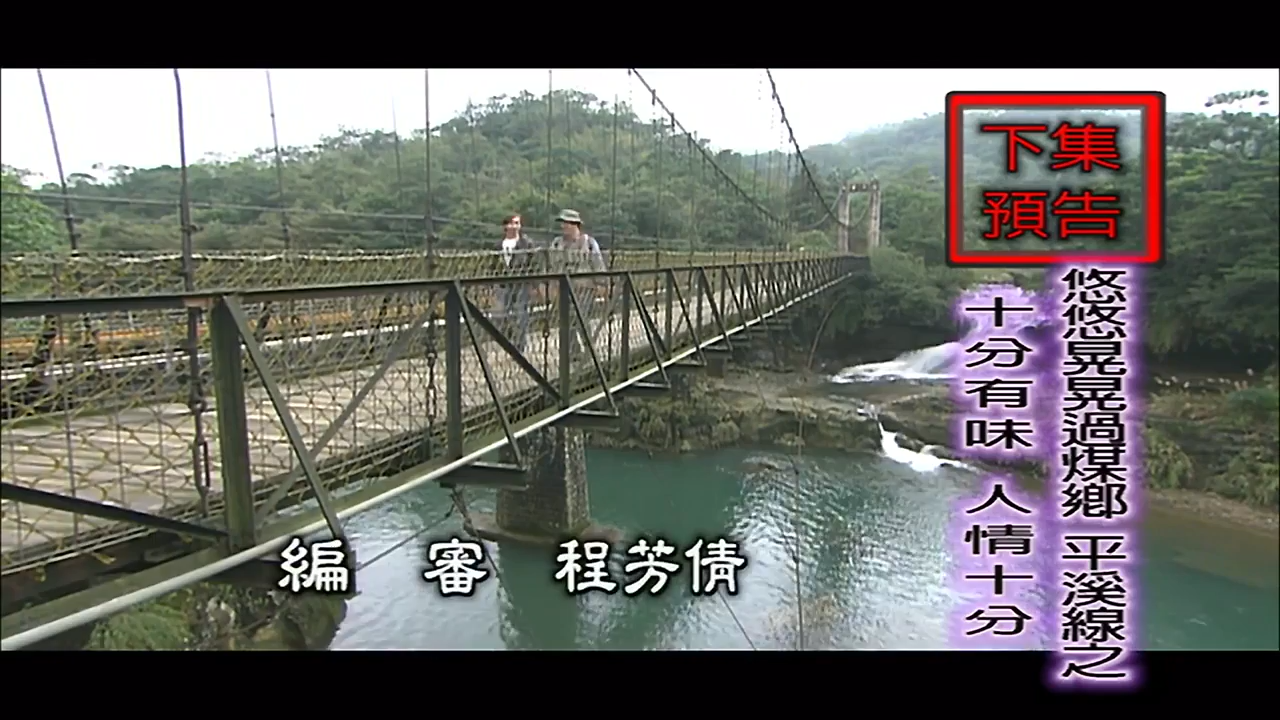 下集
預告
悠悠晃晃過煤鄉 平溪線之
十分有味 人情十分
編 審 程芳倩